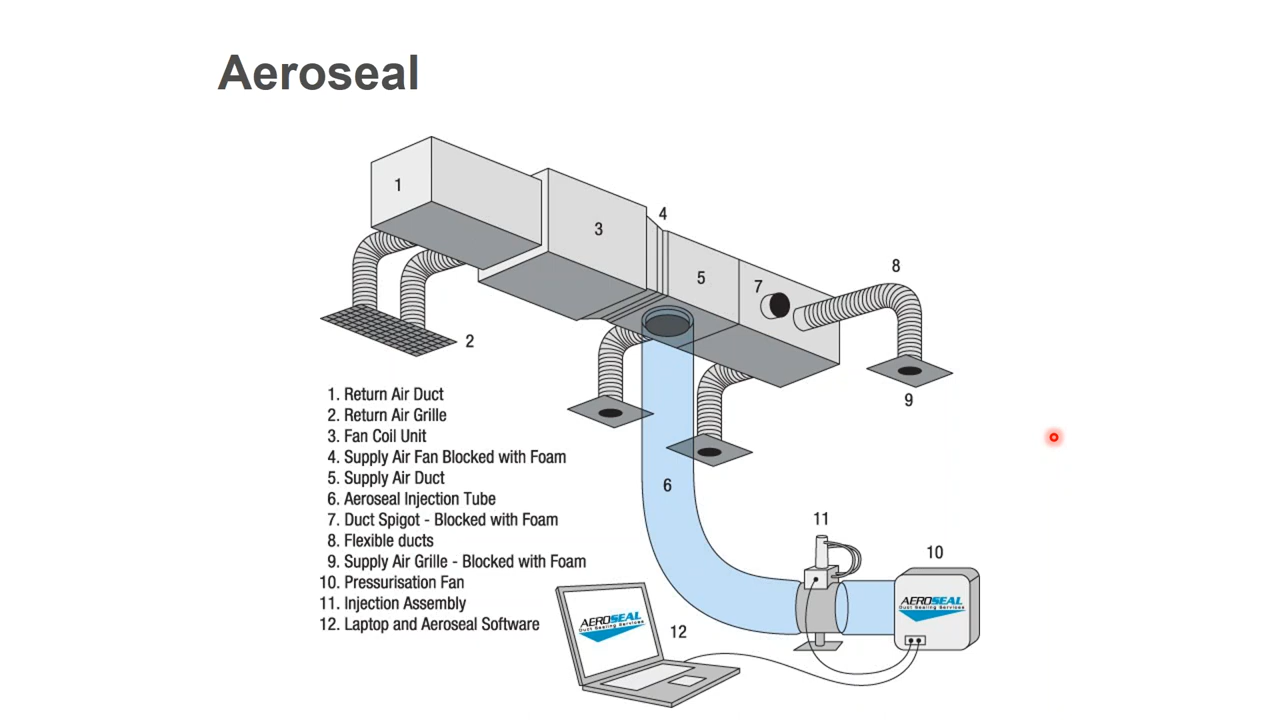 Aeroseal
1
3
4
5
7
8
2
9
6
11
10
12
1. Return Air Duct
2. Return Air Grille
3. Fan Coil Unit
4. Supply Air Fan Blocked with Foam
5. Supply Air Duct
6. Aeroseal Injection Tube
7. Duct Spigot - Blocked with Foam
8. Flexible ducts
9. Supply Air Grille - Blocked with Foam
10. Pressurisation Fan
11. Injection Assembly
12. Laptop and Aeroseal Software
AEROSEAL
Duct Sealing Services
AEROSEAL
Duct Sealing Services